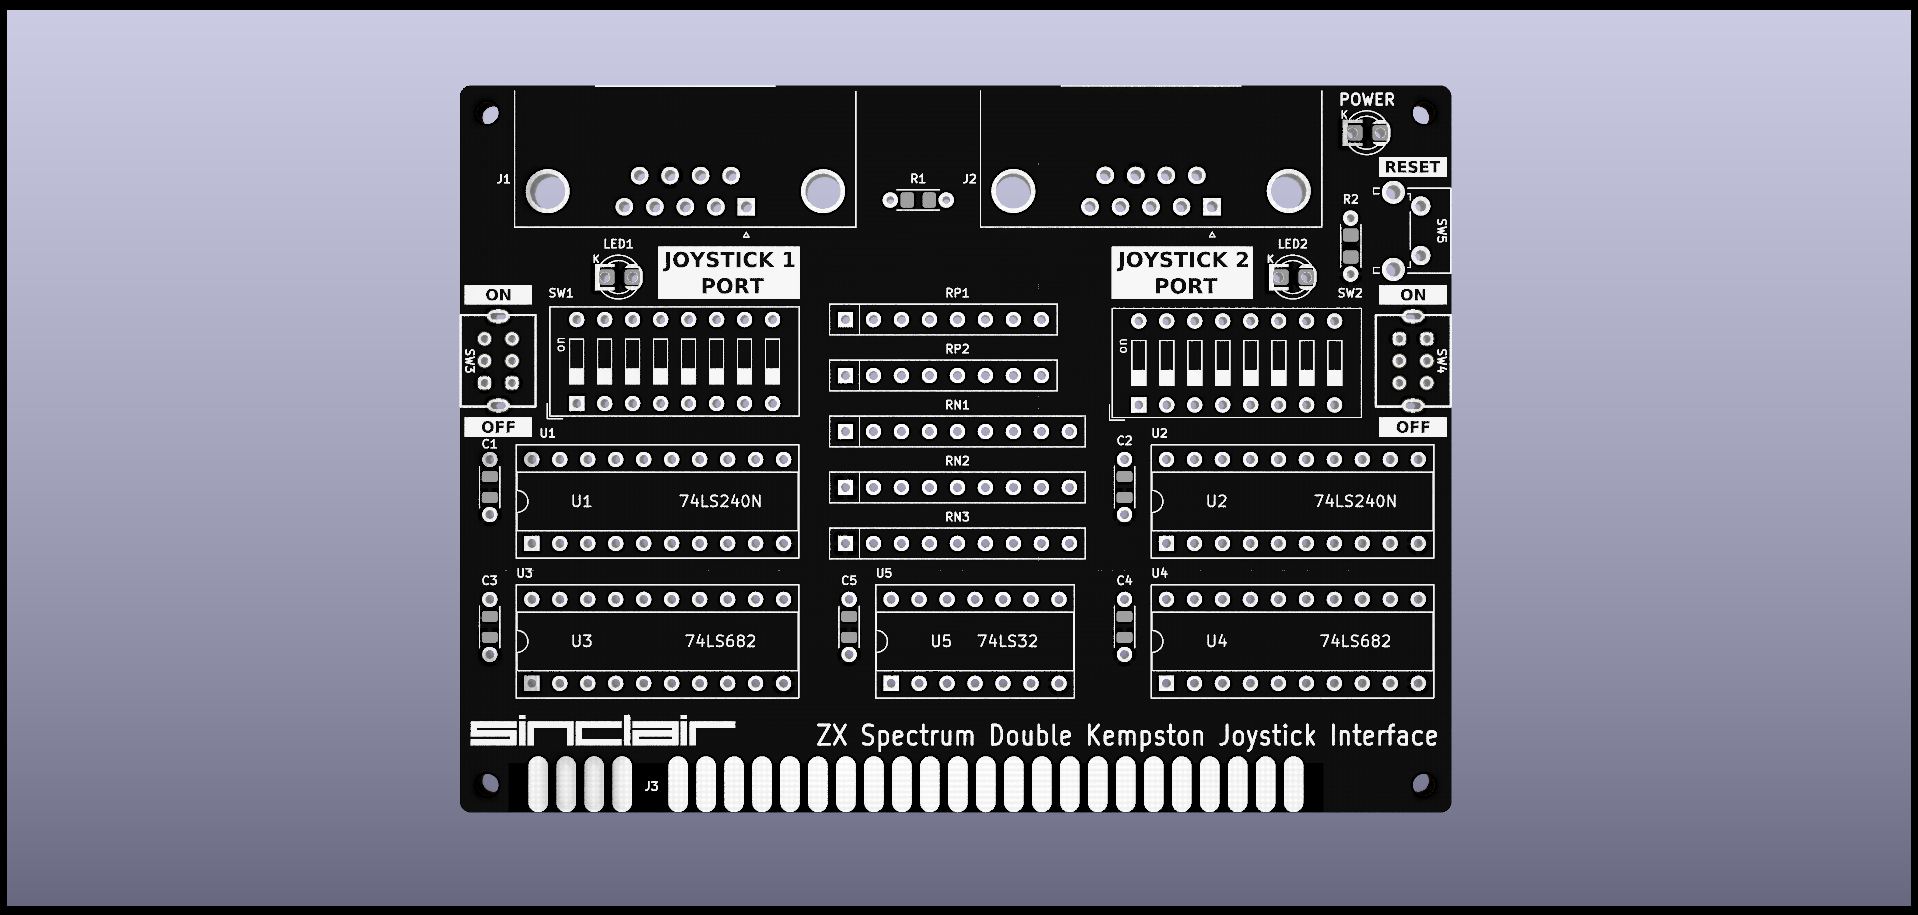 POWER
K
RESET
J1
R1
J2
R2
SW5
LED1
K
JOYSTICK 1
PORT
JOYSTICK 2
PORT
LED2
K
ON
SW1
RP1
SW2
ON
ON
SW3
RP2
ON
SW4
RN1
OFF
OFF
C1
U1
C2
U2
RN2
U1 74LS240N
U2 74LS240N
RN3
C3
U3
C5
U5
C4
U4
U3 74LS682
U5 74LS32
U4 74LS682
sinclair
ZX Spectrum Double Kempston Joystick Interface
J3